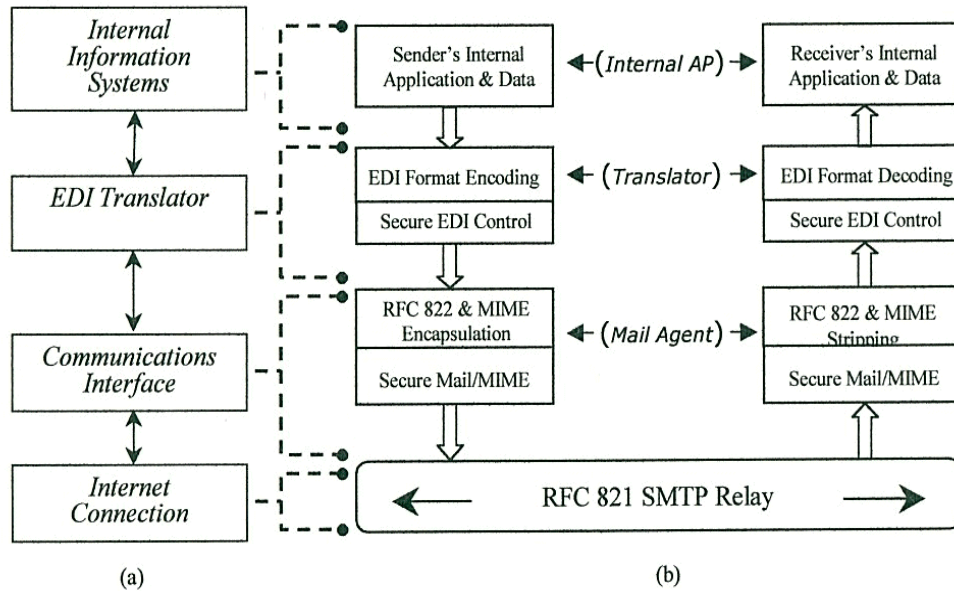 Internal
Information
Systems
EDI Translator
Communications
Interface
Internet
Connection
(a)
Sender's Internal
Application & Data
(Internal AP)
Receiver's Internal
Application & Data
EDI Format Encoding
Secure EDI Control
(Translator)
EDI Format Decoding
Secure EDI Control
RFC 822 & MIME
Encapsulation
Secure Mail/MIME
(Mail Agent)
RFC 822 & MIME
Stripping
Secure Mail/MIME
RFC 821 SMTP Relay
(b)